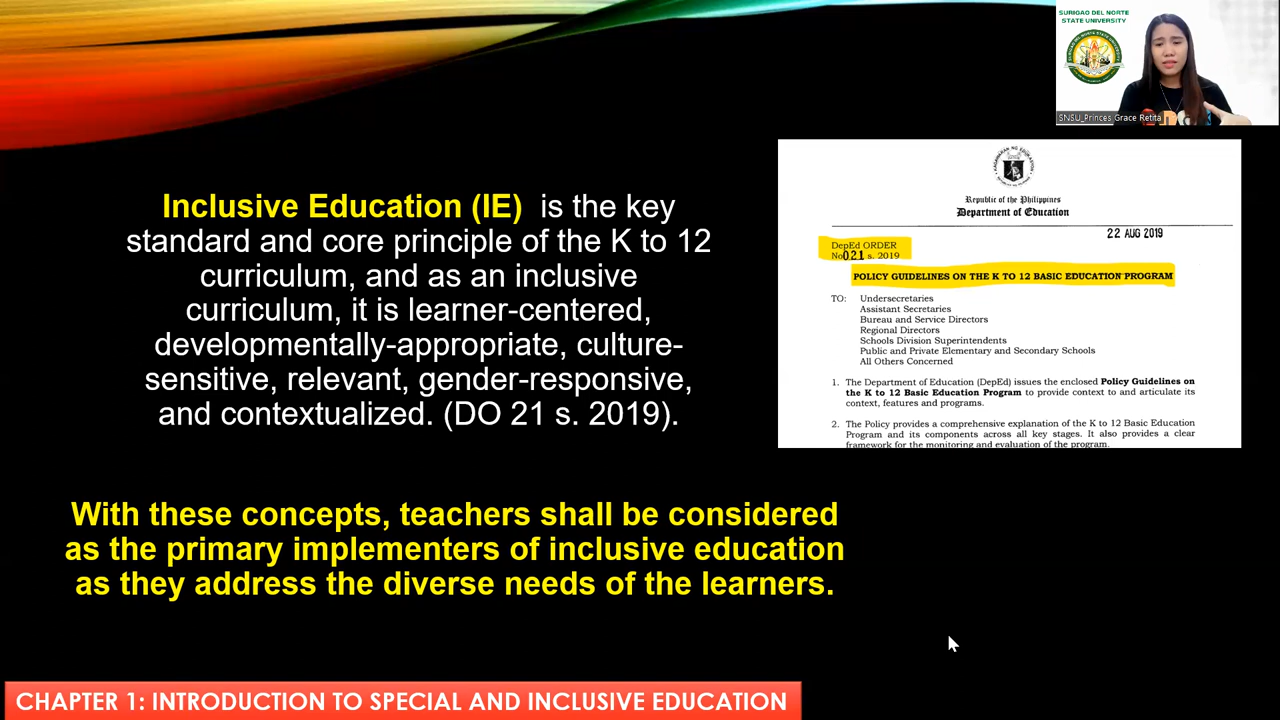 SURIGAO DEL NORTE
STATE UNIVERSITY
SNSU_Princes Grace Retita
Inclusive Education (IE) is the key
standard and core principle of the K to 12
curriculum, and as an inclusive
curriculum, it is learner-centered,
developmentally-appropriate, culture-
sensitive, relevant, gender-responsive,
and contextualized. (DO 21 s. 2019).
Republic of the Philippines
Department of Education
22 AUG 2019
DepEd ORDER
No 021 s. 2019
POLICY GUIDELINES ON THE K TO 12 BASIC EDUCATION PROGRAM
TO: Undersecretaries
Assistant Secretaries
Bureau and Service Directors
Regional Directors
Schools Division Superintendents
Public and Private Elementary and Secondary Schools
All Others Concerned
1. The Department of Education (DepEd) issues the enclosed Policy Guidelines on
the K to 12 Basic Education Program to provide context to and articulate its
context, features and programs.
2. The Policy provides a comprehensive explanation of the K to 12 Basic Education
Program and its components across all key stages. It also provides a clear
framework for the monitoring and evaluation of the program.
With these concepts, teachers shall be considered
as the primary implementers of inclusive education
as they address the diverse needs of the learners.
CHAPTER 1: INTRODUCTION TO SPECIAL AND INCLUSIVE EDUCATION